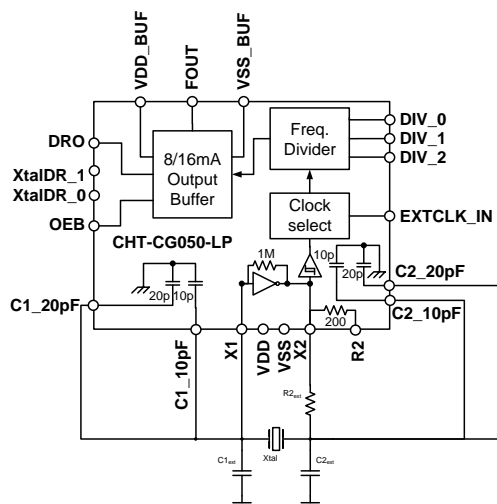 VDD_BUF
FOUT
VSS_BUF
DRO
XtalDR_1
XtalDR_0
OEB
8/16mA
Output
Buffer
Freq.
Divider
DIV_0
DIV_1
DIV_2
Clock
select
EXTCLK_IN
CHT-CG050-LP
1M
10p
20p
C2_20pF
20p
10p
C1_20pF
C2_10pF
200
C1_10pF
X1
VDD
VSS
X2
R2
R2ext
Xtal
C1ext
C2ext